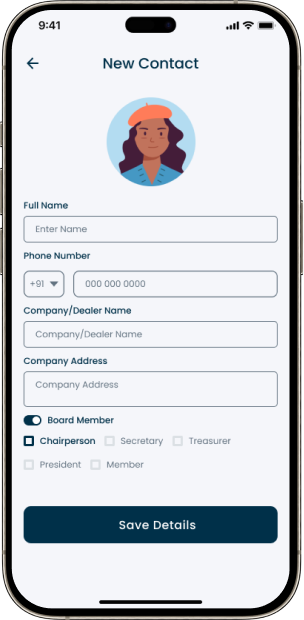 9:41
New Contact
Full Name
Enter Name
Phone Number
+91 000 000 0000
Company/Dealer Name
Company/Dealer Name
Company Address
Company Address
Board Member
Chairperson Secretary Treasurer
President Member
Save Details